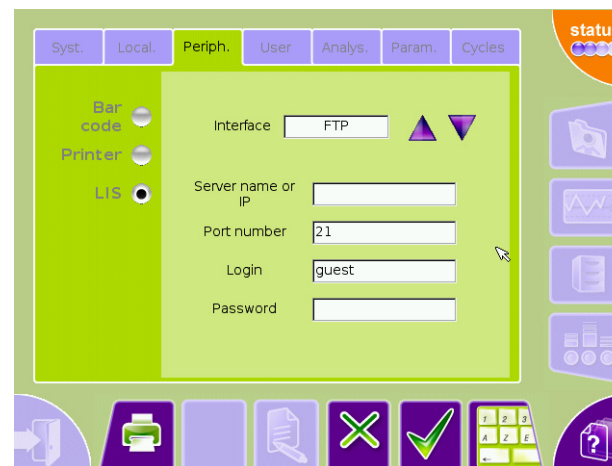 Syst.
Local.
Periph.
User
Analys.
Param.
Cycles
Bar
code
Printer
LIS
Interface
FTP
Server name or
IP
Port number
21
Login
guest
Password
1 2 3
A Z E
?